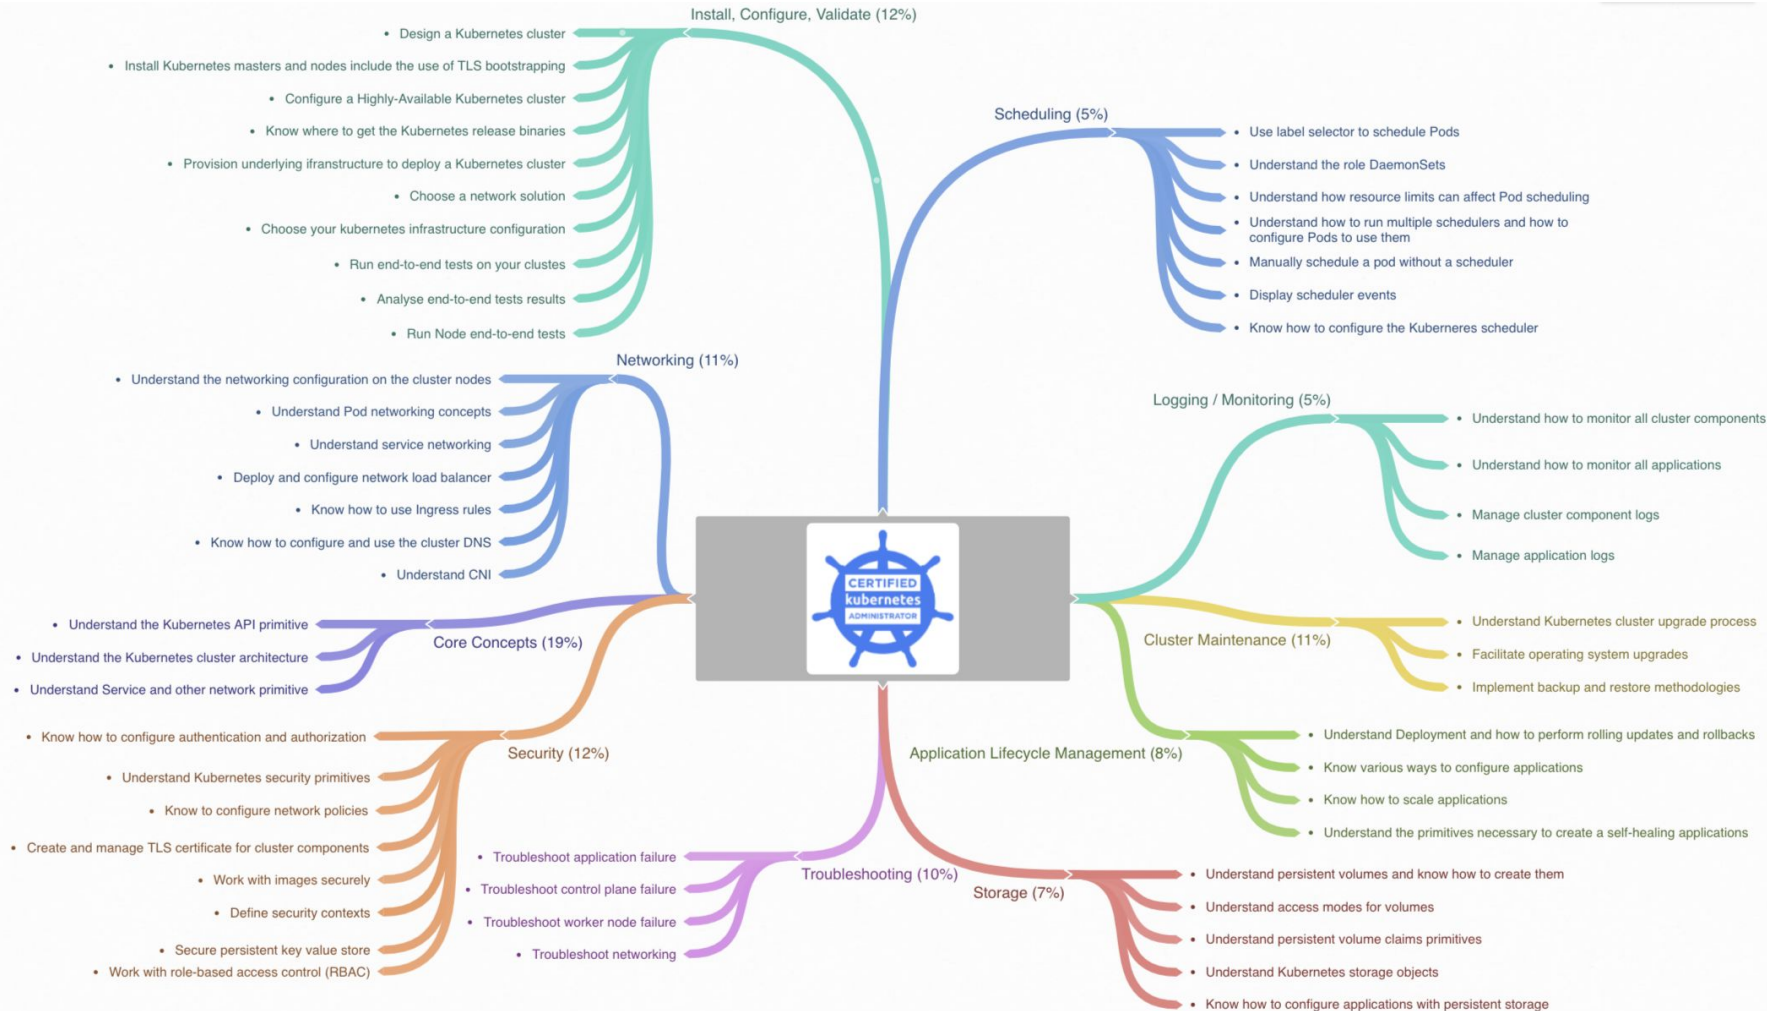 Install, Configure, Validate (12%)
• Design a Kubernetes cluster
• Install Kubernetes masters and nodes include the use of TLS bootstrapping
• Configure a Highly-Available Kubernetes cluster
• Know where to get the Kubernetes release binaries
• Provision underlying ifranstructure to deploy a Kubernetes cluster
• Choose a network solution
• Choose your kubernetes infrastructure configuration
• Run end-to-end tests on your clustes
• Analyse end-to-end tests results
• Run Node end-to-end tests
Networking (11%)
• Understand the networking configuration on the cluster nodes
• Understand Pod networking concepts
• Understand service networking
• Deploy and configure network load balancer
• Know how to use Ingress rules
• Know how to configure and use the cluster DNS
• Understand CNI
Core Concepts (19%)
• Understand the Kubernetes API primitive
• Understand the Kubernetes cluster architecture
• Understand Service and other network primitive
Security (12%)
• Know how to configure authentication and authorization
• Understand Kubernetes security primitives
• Know to configure network policies
• Create and manage TLS certificate for cluster components
• Work with images securely
• Define security contexts
• Secure persistent key value store
• Work with role-based access control (RBAC)
Troubleshooting (10%)
• Troubleshoot application failure
• Troubleshoot control plane failure
• Troubleshoot worker node failure
• Troubleshoot networking
CERTIFIED
kubernetes
ADMINISTRATOR
Scheduling (5%)
• Use label selector to schedule Pods
• Understand the role DaemonSets
• Understand how resource limits can affect Pod scheduling
• Understand how to run multiple schedulers and how to
configure Pods to use them
• Manually schedule a pod without a scheduler
• Display scheduler events
• Know how to configure the Kuberneres scheduler
Logging / Monitoring (5%)
• Understand how to monitor all cluster components
• Understand how to monitor all applications
• Manage cluster component logs
• Manage application logs
Cluster Maintenance (11%)
• Understand Kubernetes cluster upgrade process
• Facilitate operating system upgrades
• Implement backup and restore methodologies
Application Lifecycle Management (8%)
• Understand Deployment and how to perform rolling updates and rollbacks
• Know various ways to configure applications
• Know how to scale applications
• Understand the primitives necessary to create a self-healing applications
Storage (7%)
• Understand persistent volumes and know how to create them
• Understand access modes for volumes
• Understand persistent volume claims primitives
• Understand Kubernetes storage objects
• Know how to configure applications with persistent storage